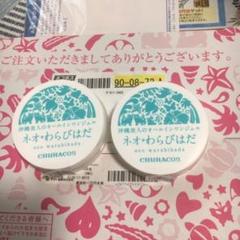 ご注文いただきましてありがとうございます。
90-08-72 A
沖縄美人のオールインワンジェル
ネオ・わらびはだ
neo warabihada
CHURACOS
沖縄美人のオールインワンジェル
ネオ・わらびはだ
neo warabihada
CHURACOS